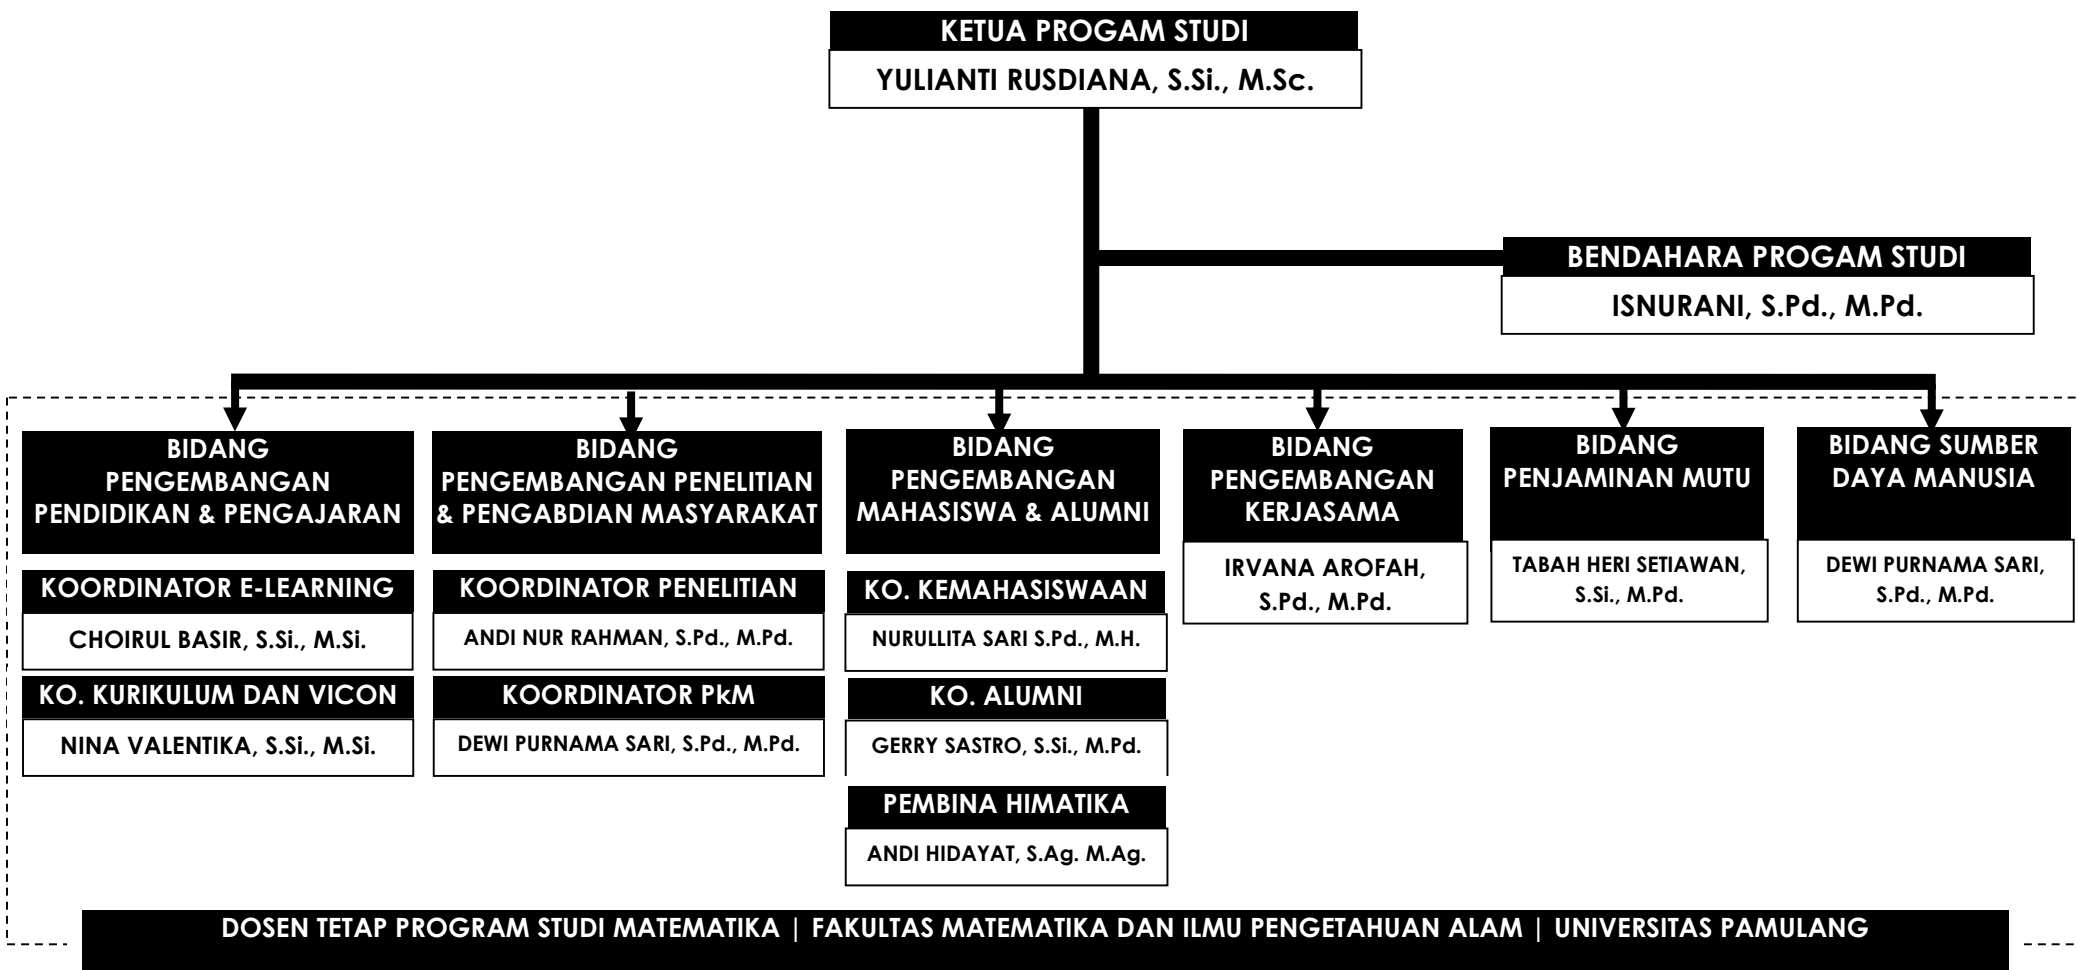 KETUA PROGAM STUDI
YULIANTI RUSDIANA, S.Si., M.Sc.
BENDAHARA PROGAM STUDI
ISNURANI, S.Pd., M.Pd.
BIDANG
PENGEMBANGAN
PENDIDIKAN & PENGAJARAN
KOORDINATOR E-LEARNING
CHOIRUL BASIR, S.Si., M.Si.
KO. KURIKULUM DAN VICON
NINA VALENTIKA, S.Si., M.Si.
BIDANG
PENGEMBANGAN PENELITIAN
& PENGABDIAN MASYARAKAT
KOORDINATOR PENELITIAN
ANDI NUR RAHMAN, S.Pd., M.Pd.
KOORDINATOR PkM
DEWI PURNAMA SARI, S.Pd., M.Pd.
BIDANG
PENGEMBANGAN
MAHASISWA & ALUMNI
KO. KEMAHASISWAAN
NURULLITA SARI S.Pd., M.H.
KO. ALUMNI
GERRY SASTRO, S.Si., M.Pd.
PEMBINA HIMATIKA
ANDI HIDAYAT, S.Ag. M.Ag.
BIDANG
PENGEMBANGAN
KERJASAMA
IRVANA AROFAH,
S.Pd., M.Pd.
BIDANG
PENJAMINAN MUTU
TABAH HERI SETIAWAN,
S.Si., M.Pd.
BIDANG SUMBER
DAYA MANUSIA
DEWI PURNAMA SARI,
S.Pd., M.Pd.
DOSEN TETAP PROGRAM STUDI MATEMATIKA | FAKULTAS MATEMATIKA DAN ILMU PENGETAHUAN ALAM | UNIVERSITAS PAMULANG